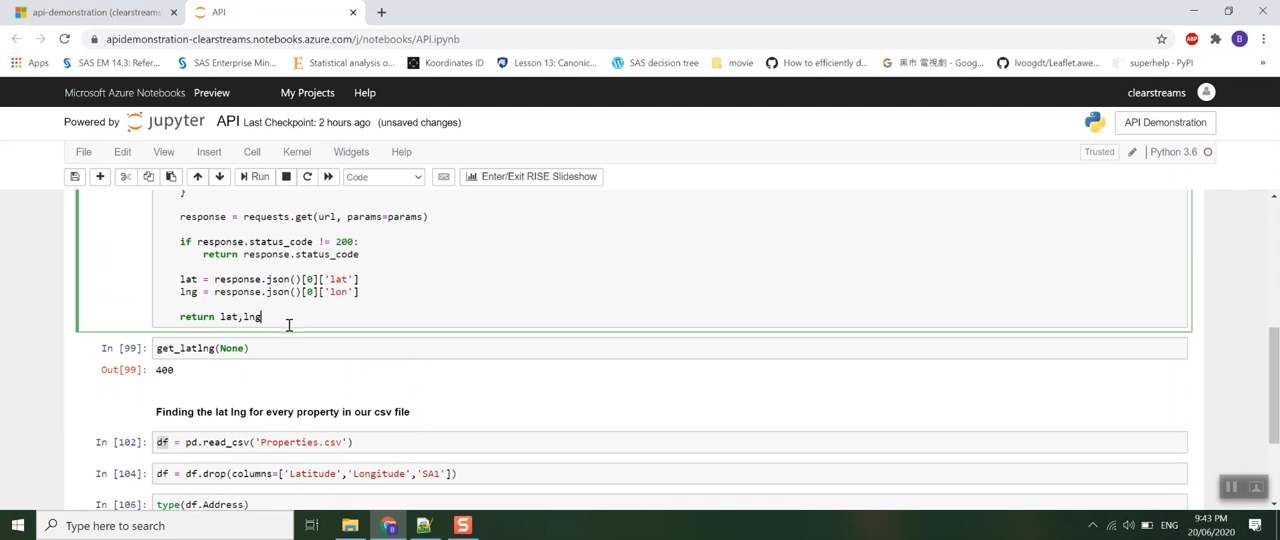 api-demonstration (clearstreams)
API
apidemonstration-clearstreams.notebooks.azure.com/j/notebooks/API.ipynb
ABP
B
Apps
SAS EM 14.3: Refer...
SAS Enterprise Min...
Statistical analysis o...
Koordinates ID
Lesson 13: Canonic...
SAS decision tree
movie
How to efficiently d...
黑市 電視劇 - Goog...
lvoogdt/Leaflet.awe...
superhelp · PyPI
»
Microsoft Azure Notebooks Preview My Projects Help clearstreams
Powered by jupyter API Last Checkpoint: 2 hours ago (unsaved changes) API Demonstration
File Edit View Insert Cell Kernel Widgets Help Trusted Python 3.6
Run Code Enter/Exit RISE Slideshow
}
response = requests.get(url, params=params)
if response.status_code != 200:
return response.status_code
lat = response.json()[0]['lat']
lng = response.json()[0]['lon']
return lat,lng
In [99]: get_latlng(None)
Out[99]: 400
Finding the lat lng for every property in our csv file
In [102]: df = pd.read_csv('Properties.csv')
In [104]: df = df.drop(columns=['Latitude','Longitude','SA1'])
In [106]: type(df.Address)
Type here to search
B
S
ENG
9:43 PM
20/06/2020